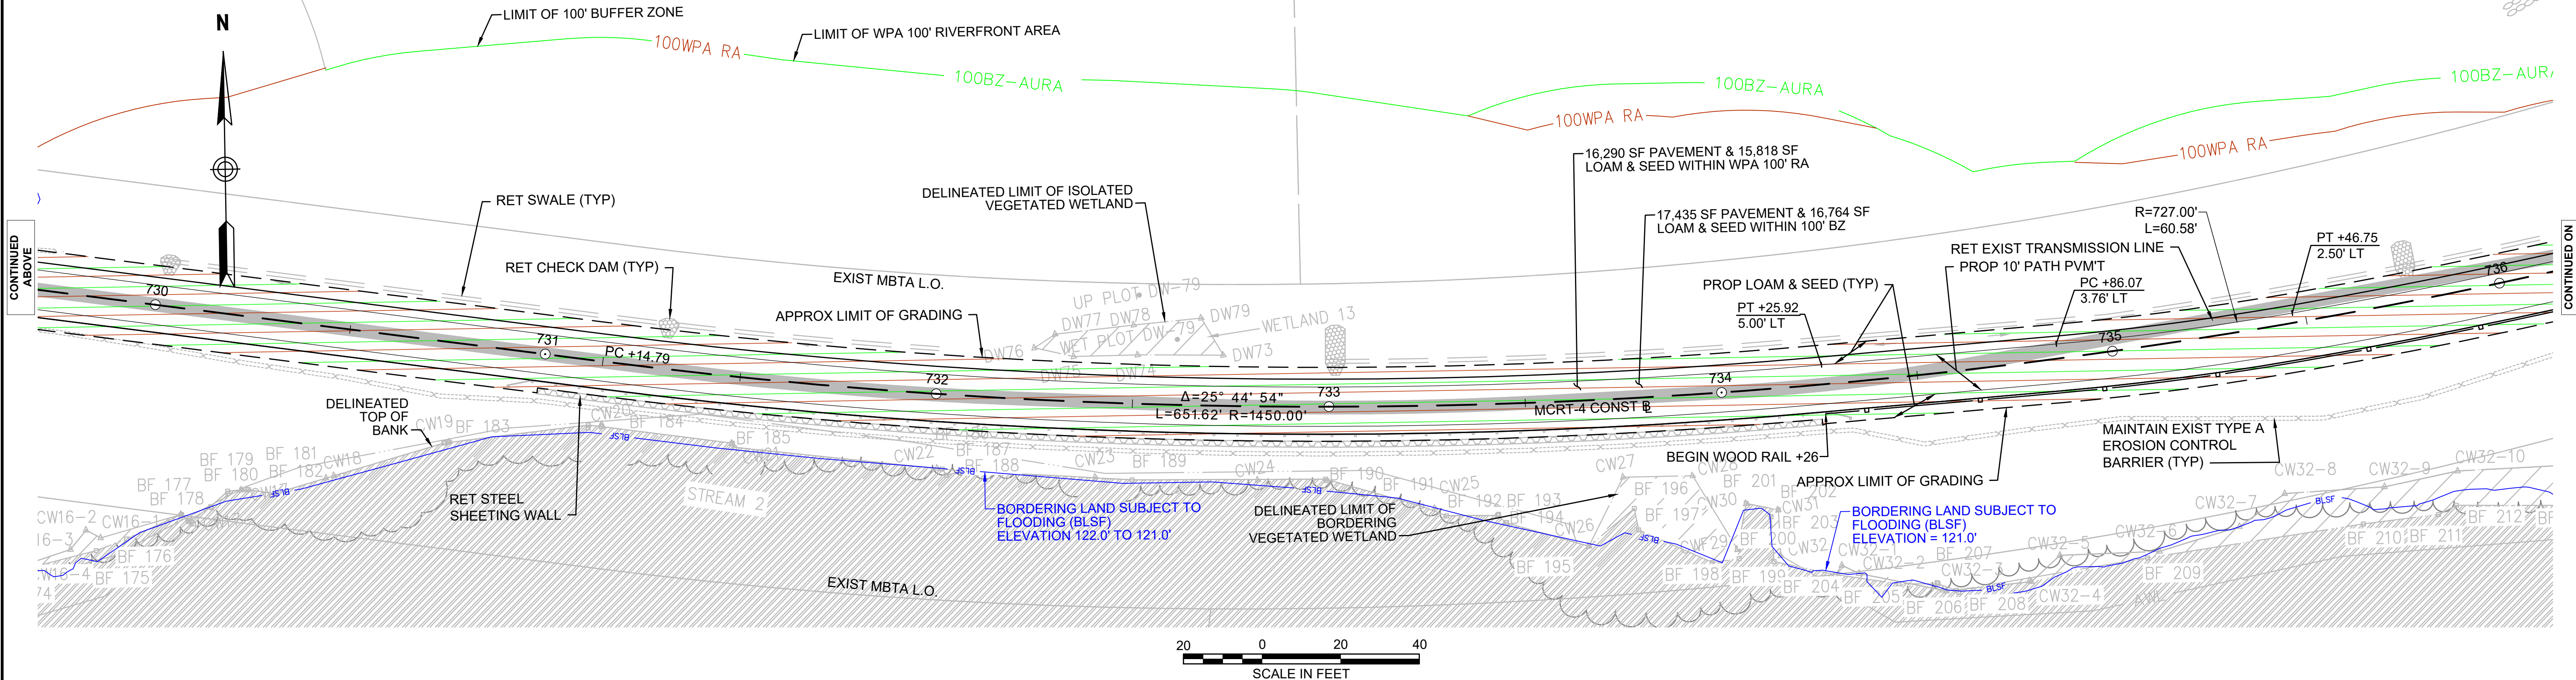 N
LIMIT OF 100' BUFFER ZONE
100WPA RA
LIMIT OF WPA 100' RIVERFRONT AREA
100BZ-AURA
100BZ-AURA
100BZ-AURA
100WPA RA
100WPA RA
16,290 SF PAVEMENT & 15,818 SF
LOAM & SEED WITHIN WPA 100' RA
17,435 SF PAVEMENT & 16,764 SF
LOAM & SEED WITHIN 100' BZ
DELINEATED LIMIT OF ISOLATED
VEGETATED WETLAND
RET SWALE (TYP)
RET CHECK DAM (TYP)
EXIST MBTA L.O.
APPROX LIMIT OF GRADING
UP PLOT DW-79
DW77 DW78
DW79
WET PLOT DW-79
WETLAND 13
DW76
DW75
DW74
DW73
R=727.00'
L=60.58'
PT +46.75
2.50' LT
RET EXIST TRANSMISSION LINE
PROP 10' PATH PVM'T
PROP LOAM & SEED (TYP)
PC +86.07
3.76' LT
PT +25.92
5.00' LT
CONTINUED
ABOVE
CONTINUED ON
730
731
PC +14.79
732
733
734
735
736
Δ=25° 44' 54"
L=651.62' R=1450.00'
MCRT-4 CONST BL
DELINEATED
TOP OF
BANK
BEGIN WOOD RAIL +26
MAINTAIN EXIST TYPE A
EROSION CONTROL
BARRIER (TYP)
APPROX LIMIT OF GRADING
RET STEEL
SHEETING WALL
STREAM 2
BORDERING LAND SUBJECT TO
FLOODING (BLSF)
ELEVATION 122.0' TO 121.0'
DELINEATED LIMIT OF
BORDERING
VEGETATED WETLAND
BORDERING LAND SUBJECT TO
FLOODING (BLSF)
ELEVATION = 121.0'
CW16-2
CW16-1
16-3
CW16-4
74
BF 175
BF 176
BF 177
BF 178
BF 179
BF 180
BF 181
BF 182
CW17
CW18
CW19
BF 183
CW20
BF 184
BF 185
CW21
CW22
BF 186
BF 187
188
CW23
BF 189
CW24
BF 190
BF 191
CW25
BF 192
BF 193
BF 194
CW26
BF 195
CW27
BF 196
BF 197
CW28
CW30
BF 201
BF 202
CW31
BF 203
BF 198
BF 199
BF 200
CW32
BF 204
CW32-1
BF 205
CW32-2
BF 206
BF 207
CW32-3
BF 208
CW32-4
CW32-5
CW32-6
BF 209
CW32-7
CW32-8
CW32-9
CW32-10
BF 210
BF 211
BF 212
AWL
BLSF
BLSF
BLSF
BLSF
BLSF
BLSF
BLSF
EXIST MBTA L.O.
20 0 20 40
SCALE IN FEET